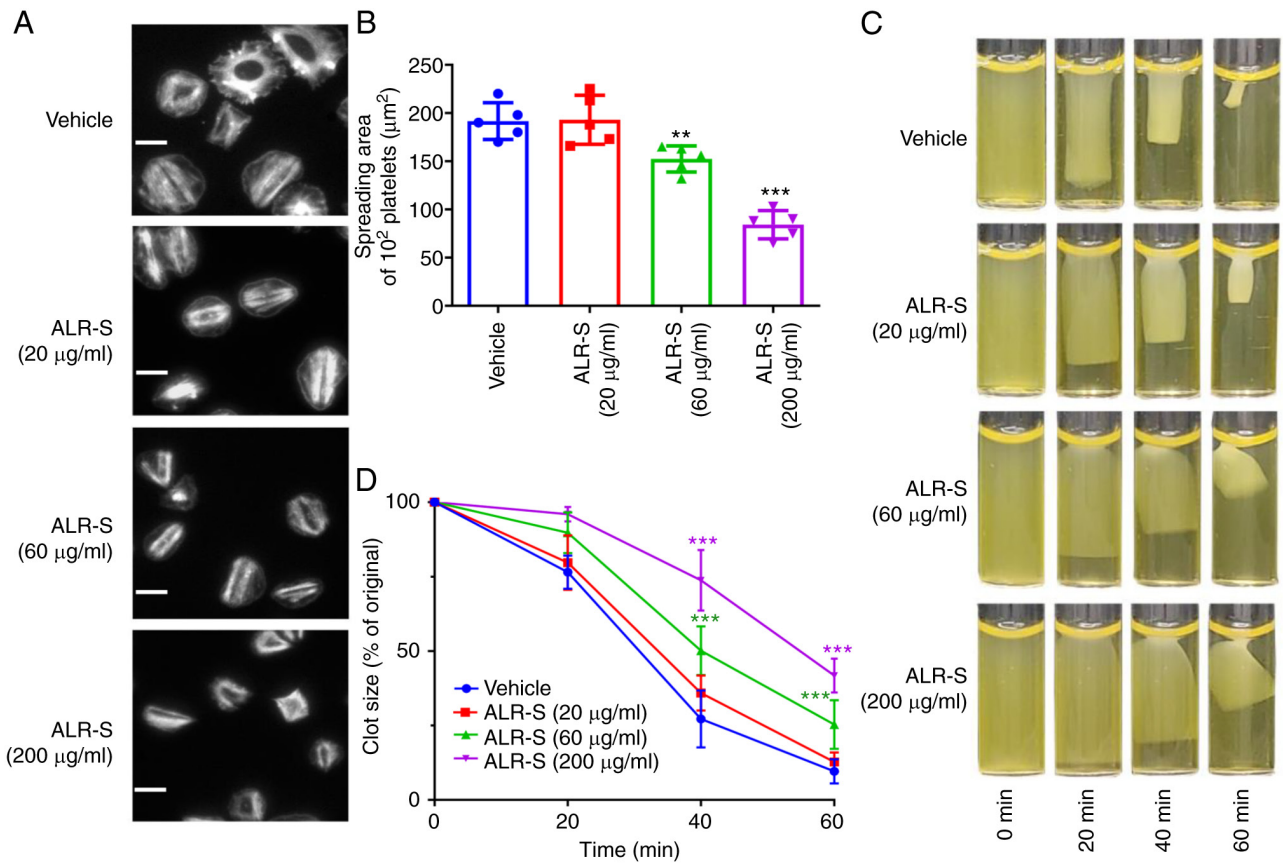 A
Vehicle
ALR-S
(20 μg/ml)
ALR-S
(60 μg/ml)
ALR-S
(200 μg/ml)
B
Spreading area
of 10² platelets (μm²)
250
200
150
100
50
0
**
***
Vehicle
ALR-S
(20 μg/ml)
ALR-S
(60 μg/ml)
ALR-S
(200 μg/ml)
C
Vehicle
ALR-S
(20 μg/ml)
ALR-S
(60 μg/ml)
ALR-S
(200 μg/ml)
0 min
20 min
40 min
60 min
D
Clot size (% of original)
100
50
0
***
***
***
***
Vehicle
ALR-S (20 μg/ml)
ALR-S (60 μg/ml)
ALR-S (200 μg/ml)
0
20
40
60
Time (min)